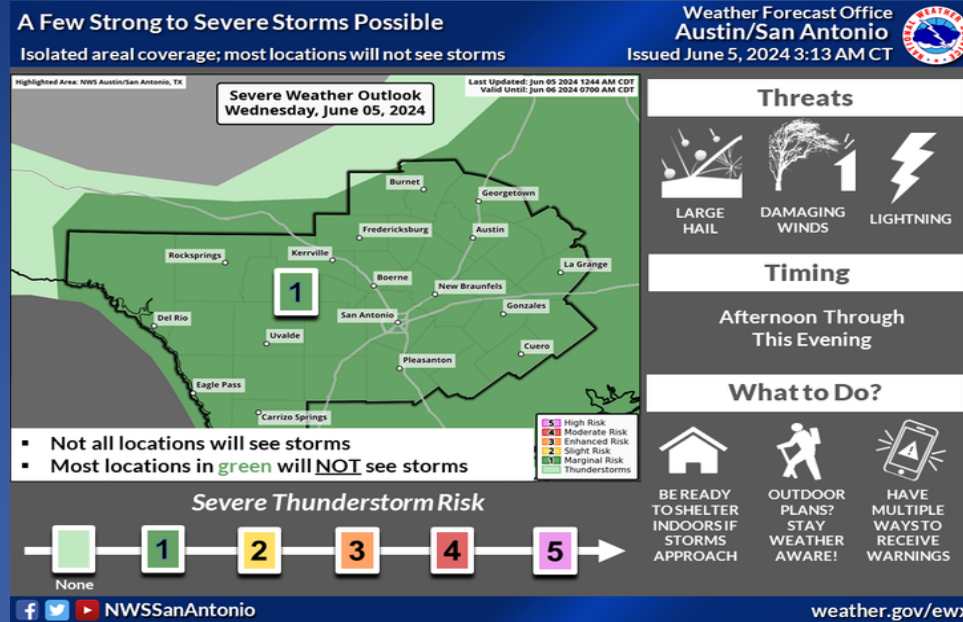 A Few Strong to Severe Storms Possible
Isolated areal coverage; most locations will not see storms
Weather Forecast Office
Austin/San Antonio
Issued June 5, 2024 3:13 AM CT
Highlighted Area: NWS Austin/San Antonio, TX
Last Updated: Jun 05 2024 1244 AM CDT
Valid Until: Jun 06 2024 0700 AM CDT
Severe Weather Outlook
Wednesday, June 05, 2024
Burnet
Georgetown
Fredericksburg
Austin
Rocksprings
Kerrville
La Grange
Boerne
1
New Braunfels
Gonzales
San Antonio
Del Rio
Uvalde
Cuero
Pleasanton
Eagle Pass
Carrizo Springs
5 High Risk
4 Moderate Risk
3 Enhanced Risk
2 Slight Risk
1 Marginal Risk
Thunderstorms
▪ Not all locations will see storms
▪ Most locations in green will NOT see storms
Severe Thunderstorm Risk
1 2 3 4 5
None
Threats
LARGE
HAIL
DAMAGING
WINDS
LIGHTNING
Timing
Afternoon Through
This Evening
What to Do?
BE READY
TO SHELTER
INDOORS IF
STORMS
APPROACH
OUTDOOR
PLANS?
STAY
WEATHER
AWARE!
HAVE
MULTIPLE
WAYS TO
RECEIVE
WARNINGS
NWSSanAntonio
weather.gov/ewx